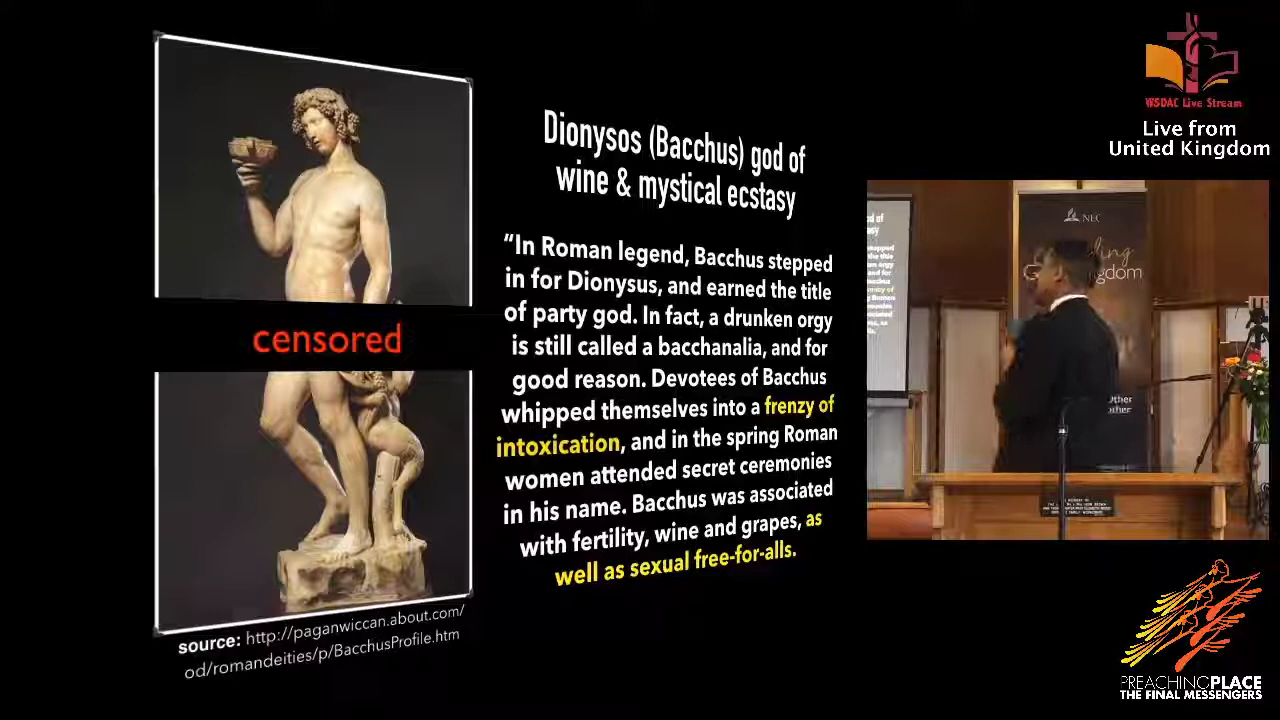 censored
source: http://paganwiccan.about.com/
od/romandeities/p/BacchusProfile.htm
Dionysos (Bacchus) god of
wine & mystical ecstasy
“In Roman legend, Bacchus stepped
in for Dionysus, and earned the title
of party god. In fact, a drunken orgy
is still called a bacchanalia, and for
good reason. Devotees of Bacchus
whipped themselves into a frenzy of
intoxication, and in the spring Roman
women attended secret ceremonies
in his name. Bacchus was associated
with fertility, wine and grapes, as
well as sexual free-for-alls.
WSDAC Live Stream
Live from
United Kingdom
NEC
PREACHINGPLACE
THE FINAL MESSENGERS